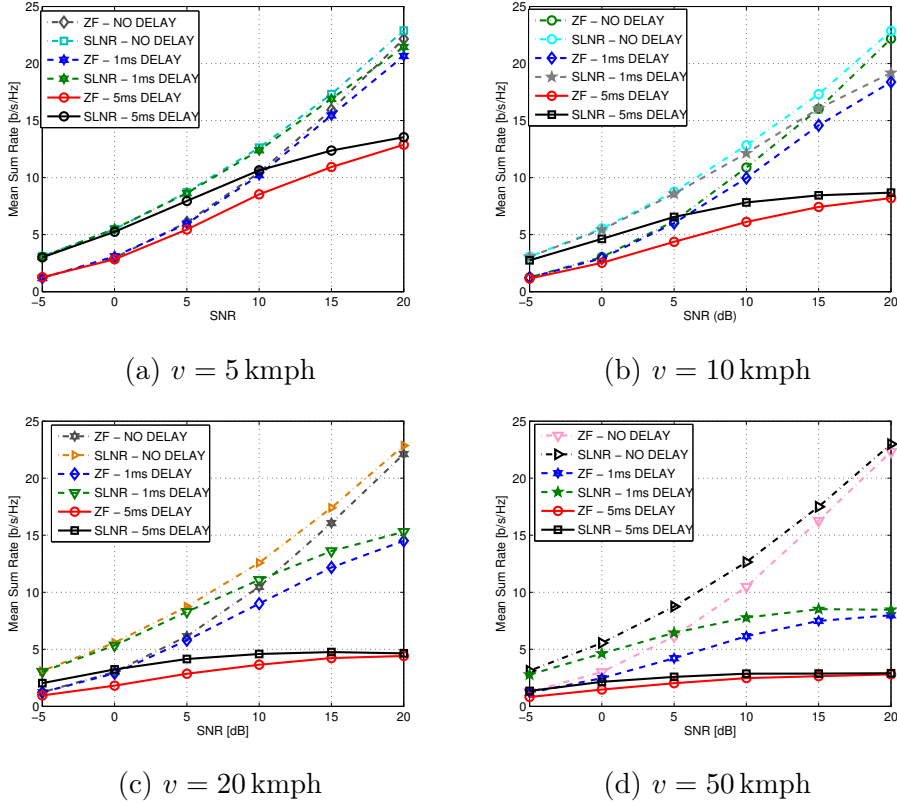 Mean Sum Rate [b/s/Hz]
25
20
15
10
5
0
ZF − NO DELAY
SLNR − NO DELAY
ZF − 1ms DELAY
SLNR − 1ms DELAY
ZF − 5ms DELAY
SLNR − 5ms DELAY
−5 0 5 10 15 20
SNR
(a) v = 5 kmph
Mean Sum Rate [b/s/Hz]
25
20
15
10
5
0
ZF − NO DELAY
SLNR − NO DELAY
ZF − 1ms DELAY
SLNR − 1ms DELAY
ZF − 5ms DELAY
SLNR − 5ms DELAY
−5 0 5 10 15 20
SNR (dB)
(b) v = 10 kmph
Mean Sum Rate [b/s/Hz]
25
20
15
10
5
0
ZF − NO DELAY
SLNR − NO DELAY
ZF − 1ms DELAY
SLNR − 1ms DELAY
ZF − 5ms DELAY
SLNR − 5ms DELAY
−5 0 5 10 15 20
SNR [dB]
(c) v = 20 kmph
Mean Sum Rate [b/s/Hz]
25
20
15
10
5
0
ZF − NO DELAY
SLNR − NO DELAY
ZF − 1ms DELAY
SLNR − 1ms DELAY
ZF − 5ms DELAY
SLNR − 5ms DELAY
−5 0 5 10 15 20
SNR [dB]
(d) v = 50 kmph